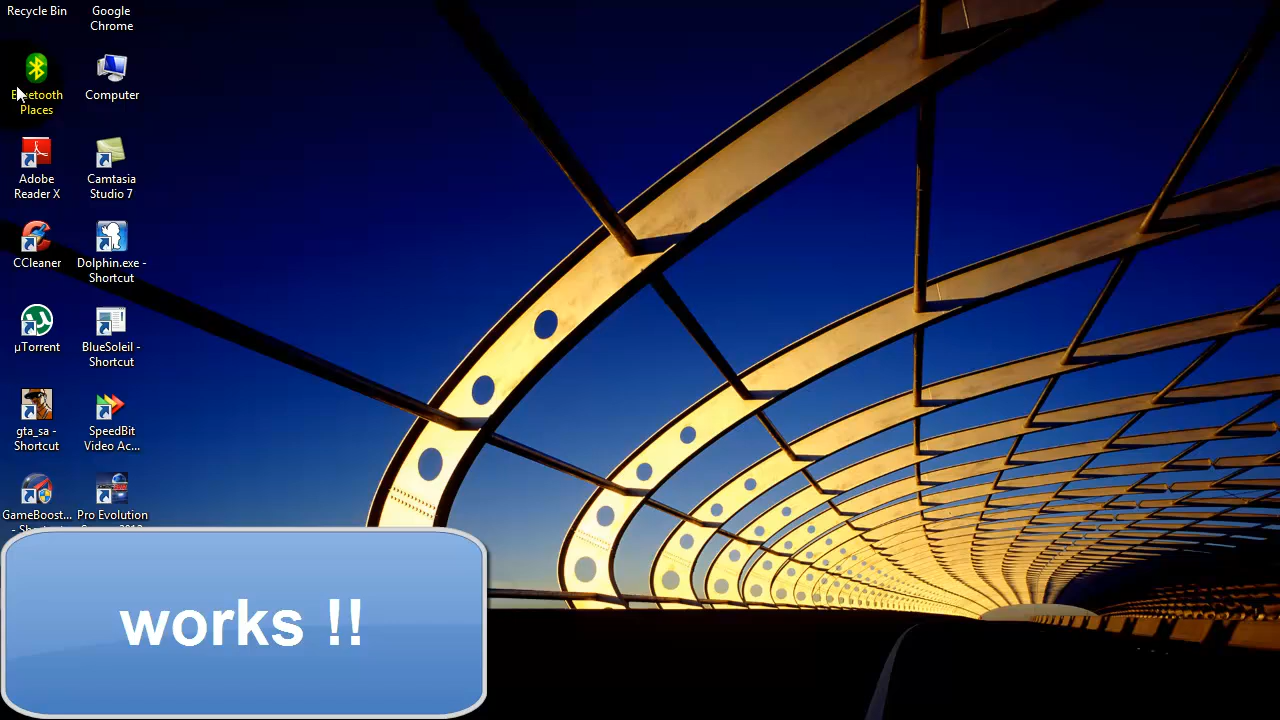 Recycle Bin
Google
Chrome
Bluetooth
Places
Computer
Adobe
Reader X
Camtasia
Studio 7
CCleaner
Dolphin.exe -
Shortcut
µTorrent
BlueSoleil -
Shortcut
gta_sa -
Shortcut
SpeedBit
Video Ac...
GameBoost...
Pro Evolution
works !!